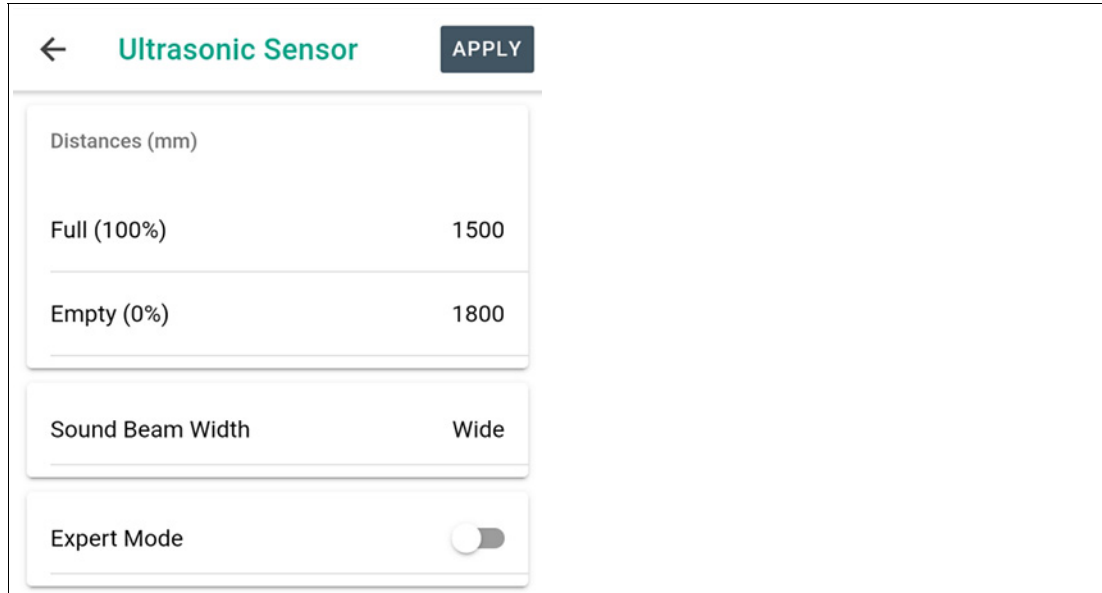 Ultrasonic Sensor APPLY
Distances (mm)
Full (100%) 1500
Empty (0%) 1800
Sound Beam Width Wide
Expert Mode